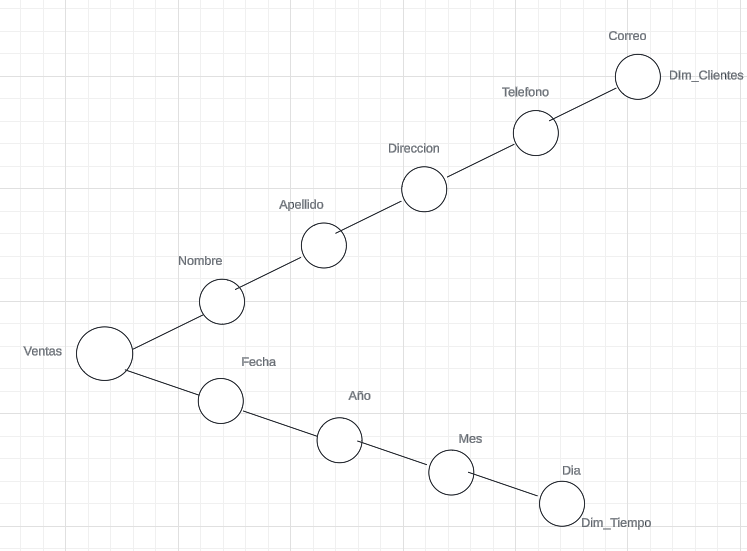 Correo
DIm_Clientes
Telefono
Direccion
Apellido
Nombre
Ventas
Fecha
Año
Mes
Dia
Dim_Tiempo